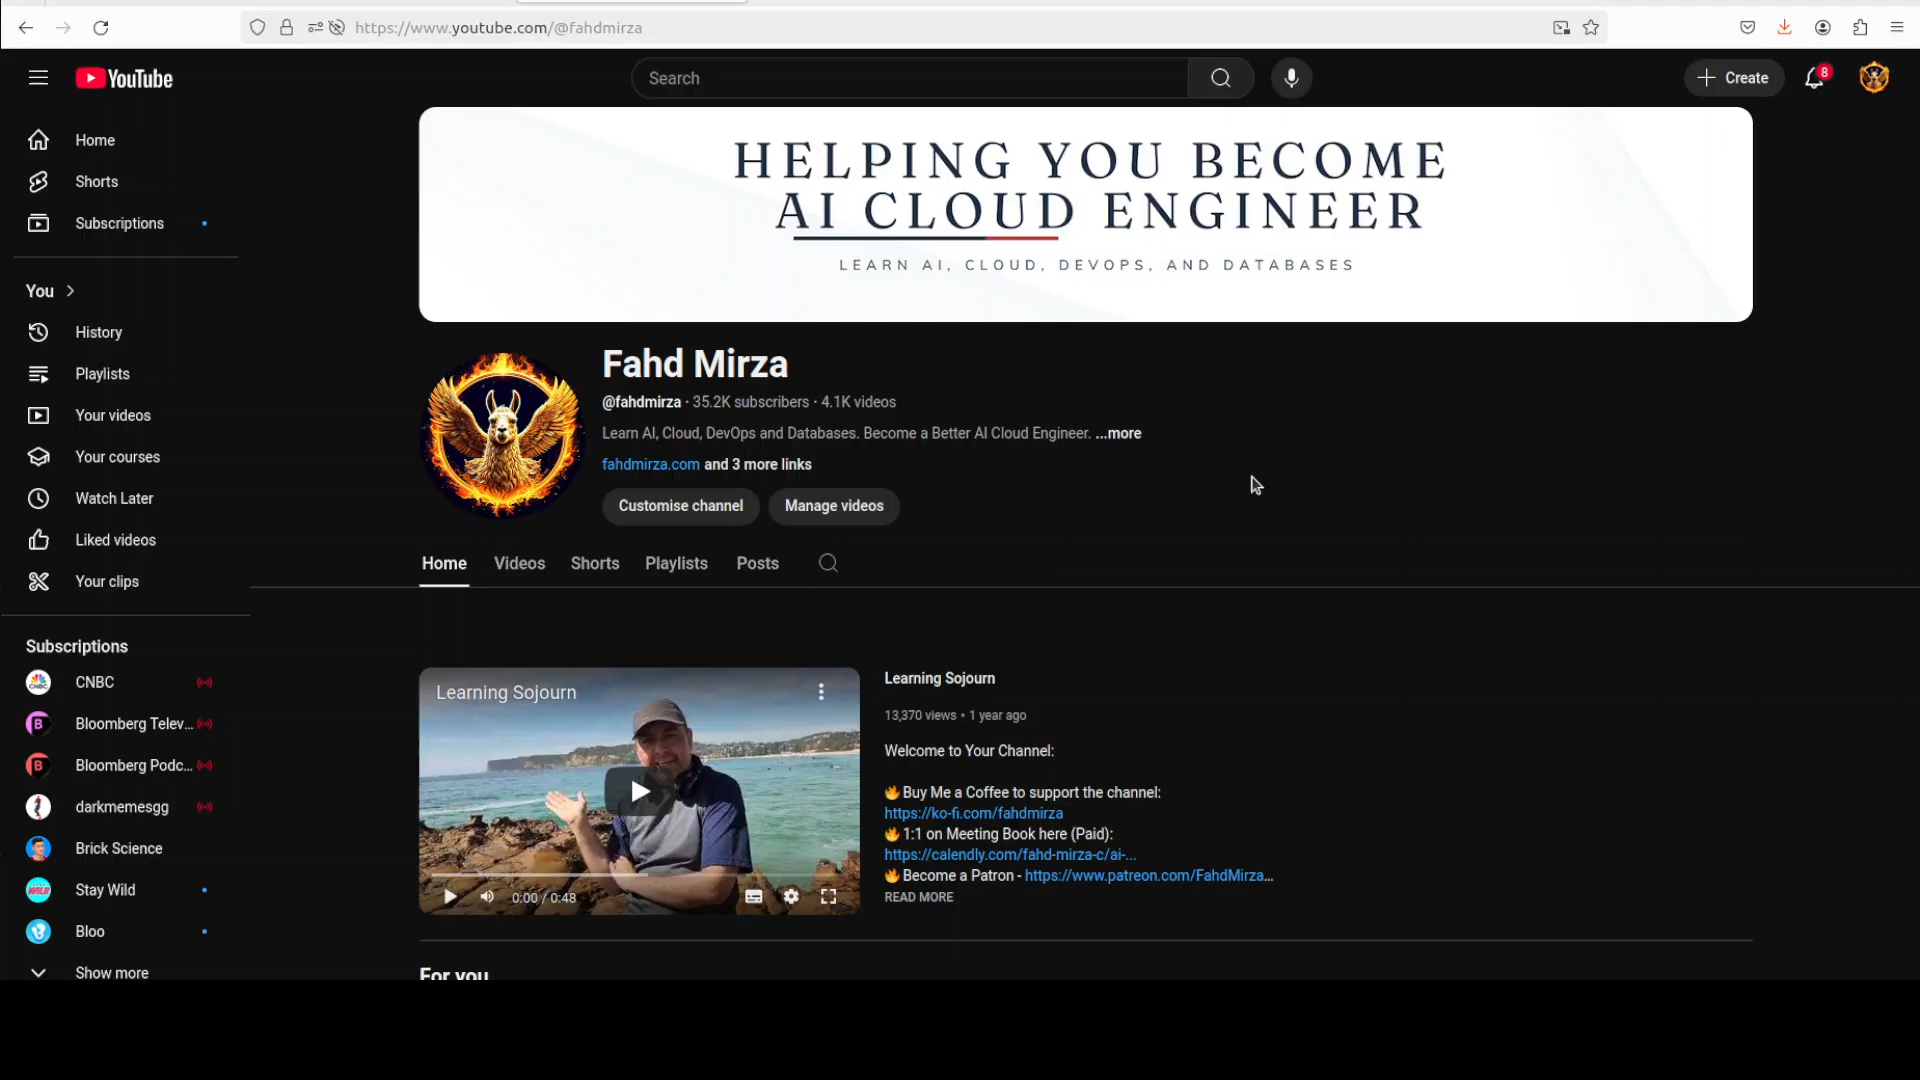 https://www.youtube.com/@fahdmirza
YouTube
Search
Create
8
Home
Shorts
Subscriptions
You
History
Playlists
Your videos
Your courses
Watch Later
Liked videos
Your clips
Subscriptions
CNBC
Bloomberg Telev...
Bloomberg Podc...
darkmemesgg
Brick Science
Stay Wild
Bloo
Show more
HELPING YOU BECOME
AI CLOUD ENGINEER
LEARN AI, CLOUD, DEVOPS, AND DATABASES
Fahd Mirza
@fahdmirza · 35.2K subscribers · 4.1K videos
Learn AI, Cloud, DevOps and Databases. Become a Better AI Cloud Engineer. ...more
fahdmirza.com and 3 more links
Customise channel Manage videos
Home Videos Shorts Playlists Posts
Learning Sojourn
0:00 / 0:48
Learning Sojourn
13,370 views • 1 year ago
Welcome to Your Channel:
🔥Buy Me a Coffee to support the channel:
https://ko-fi.com/fahdmirza
🔥1:1 on Meeting Book here (Paid):
https://calendly.com/fahd-mirza-c/ai-...
🔥Become a Patron - https://www.patreon.com/FahdMirza...
READ MORE
For you